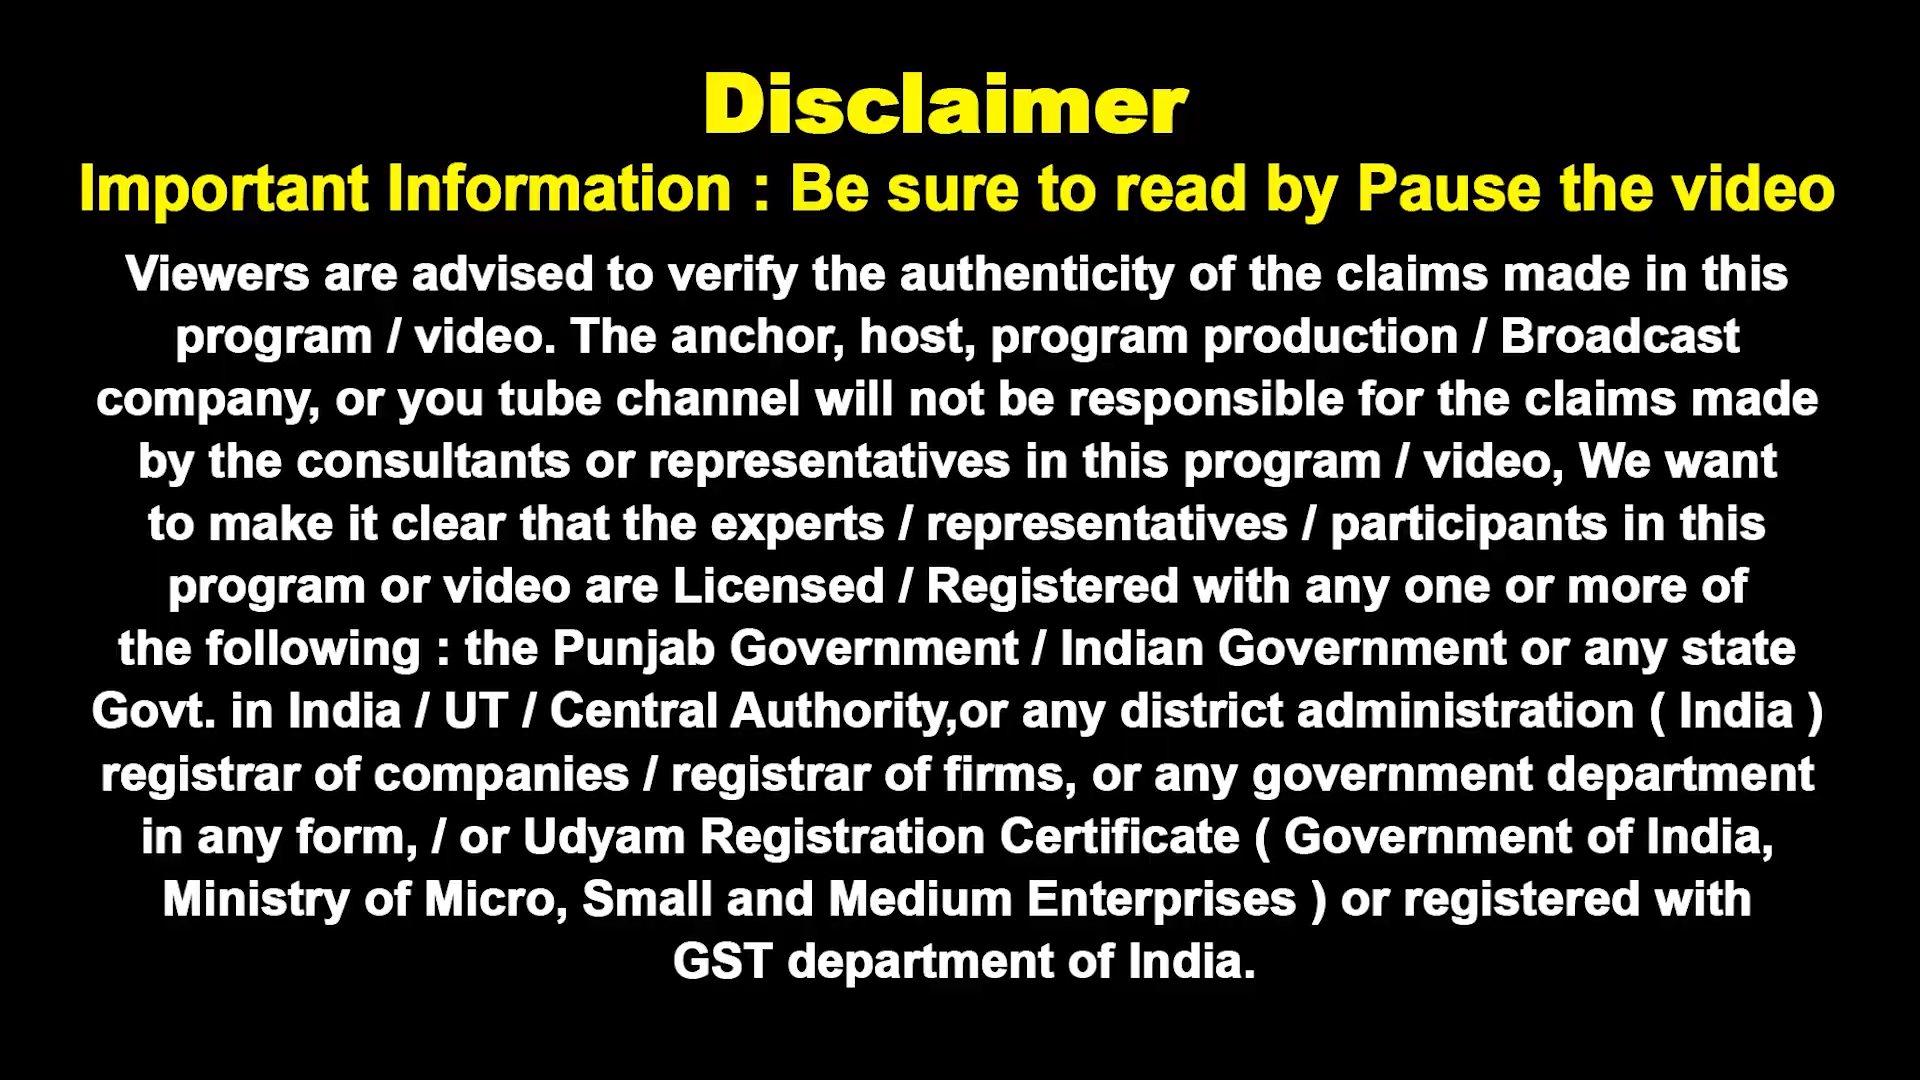 Disclaimer
Important Information : Be sure to read by Pause the video
Viewers are advised to verify the authenticity of the claims made in this
program / video. The anchor, host, program production / Broadcast
company, or you tube channel will not be responsible for the claims made
by the consultants or representatives in this program / video, We want
to make it clear that the experts / representatives / participants in this
program or video are Licensed / Registered with any one or more of
the following : the Punjab Government / Indian Government or any state
Govt. in India / UT / Central Authority,or any district administration ( India )
registrar of companies / registrar of firms, or any government department
in any form, / or Udyam Registration Certificate ( Government of India,
Ministry of Micro, Small and Medium Enterprises ) or registered with
GST department of India.